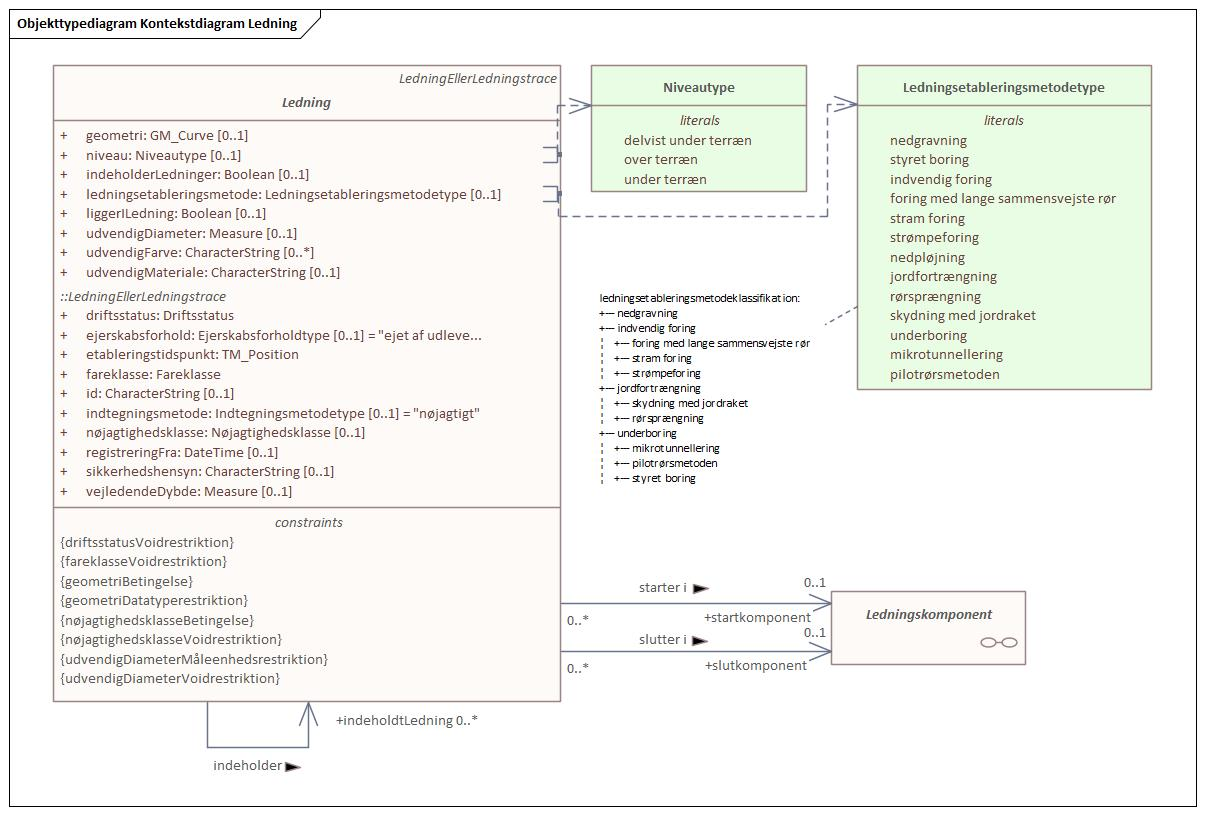 Objekttypediagram Kontekstdiagram Ledning
LedningEllerLedningstrace
Ledning
+ geometri: GM_Curve [0..1]
+ niveau: Niveautype [0..1]
+ indeholderLedninger: Boolean [0..1]
+ ledningsetableringsmetode: Ledningsetableringsmetodetype [0..1]
+ liggerILedning: Boolean [0..1]
+ udvendigDiameter: Measure [0..1]
+ udvendigFarve: CharacterString [0..*]
+ udvendigMateriale: CharacterString [0..1]
::LedningEllerLedningstrace
+ driftsstatus: Driftsstatus
+ ejerskabsforhold: Ejerskabsforholdtype [0..1] = "ejet af udleve...
+ etableringstidspunkt: TM_Position
+ fareklasse: Fareklasse
+ id: CharacterString [0..1]
+ indtegningsmetode: Indtegningsmetodetype [0..1] = "nøjagtigt"
+ nøjagtighedsklasse: Nøjagtighedsklasse [0..1]
+ registreringFra: DateTime [0..1]
+ sikkerhedshensyn: CharacterString [0..1]
+ vejledendeDybde: Measure [0..1]
constraints
{driftsstatusVoidrestriktion}
{fareklasseVoidrestriktion}
{geometriBetingelse}
{geometriDatatyperestriktion}
{nøjagtighedsklasseBetingelse}
{nøjagtighedsklasseVoidrestriktion}
{udvendigDiameterMåleenhedsrestriktion}
{udvendigDiameterVoidrestriktion}
Niveautype
literals
delvist under terræn
over terræn
under terræn
Ledningsetableringsmetodetype
literals
nedgravning
styret boring
indvendig foring
foring med lange sammensvejste rør
stram foring
strømpeforing
nedpløjning
jordfortrængning
rørsprængning
skydning med jordraket
underboring
mikrotunnellering
pilotrørsmetoden
ledningsetableringsmetodeklassifikation:
+--- nedgravning
+--- indvendig foring
¦ +--- foring med lange sammensvejste rør
¦ +--- stram foring
¦ +--- strømpeforing
+--- jordfortrængning
¦ +--- skydning med jordraket
¦ +--- rørsprængning
+--- underboring
¦ +--- mikrotunnellering
¦ +--- pilotrørsmetoden
¦ +--- styret boring
starter i
0..1
0..*
+startkomponent
slutter i
0..1
0..*
+slutkomponent
Ledningskomponent
+indeholdtLedning 0..*
indeholder